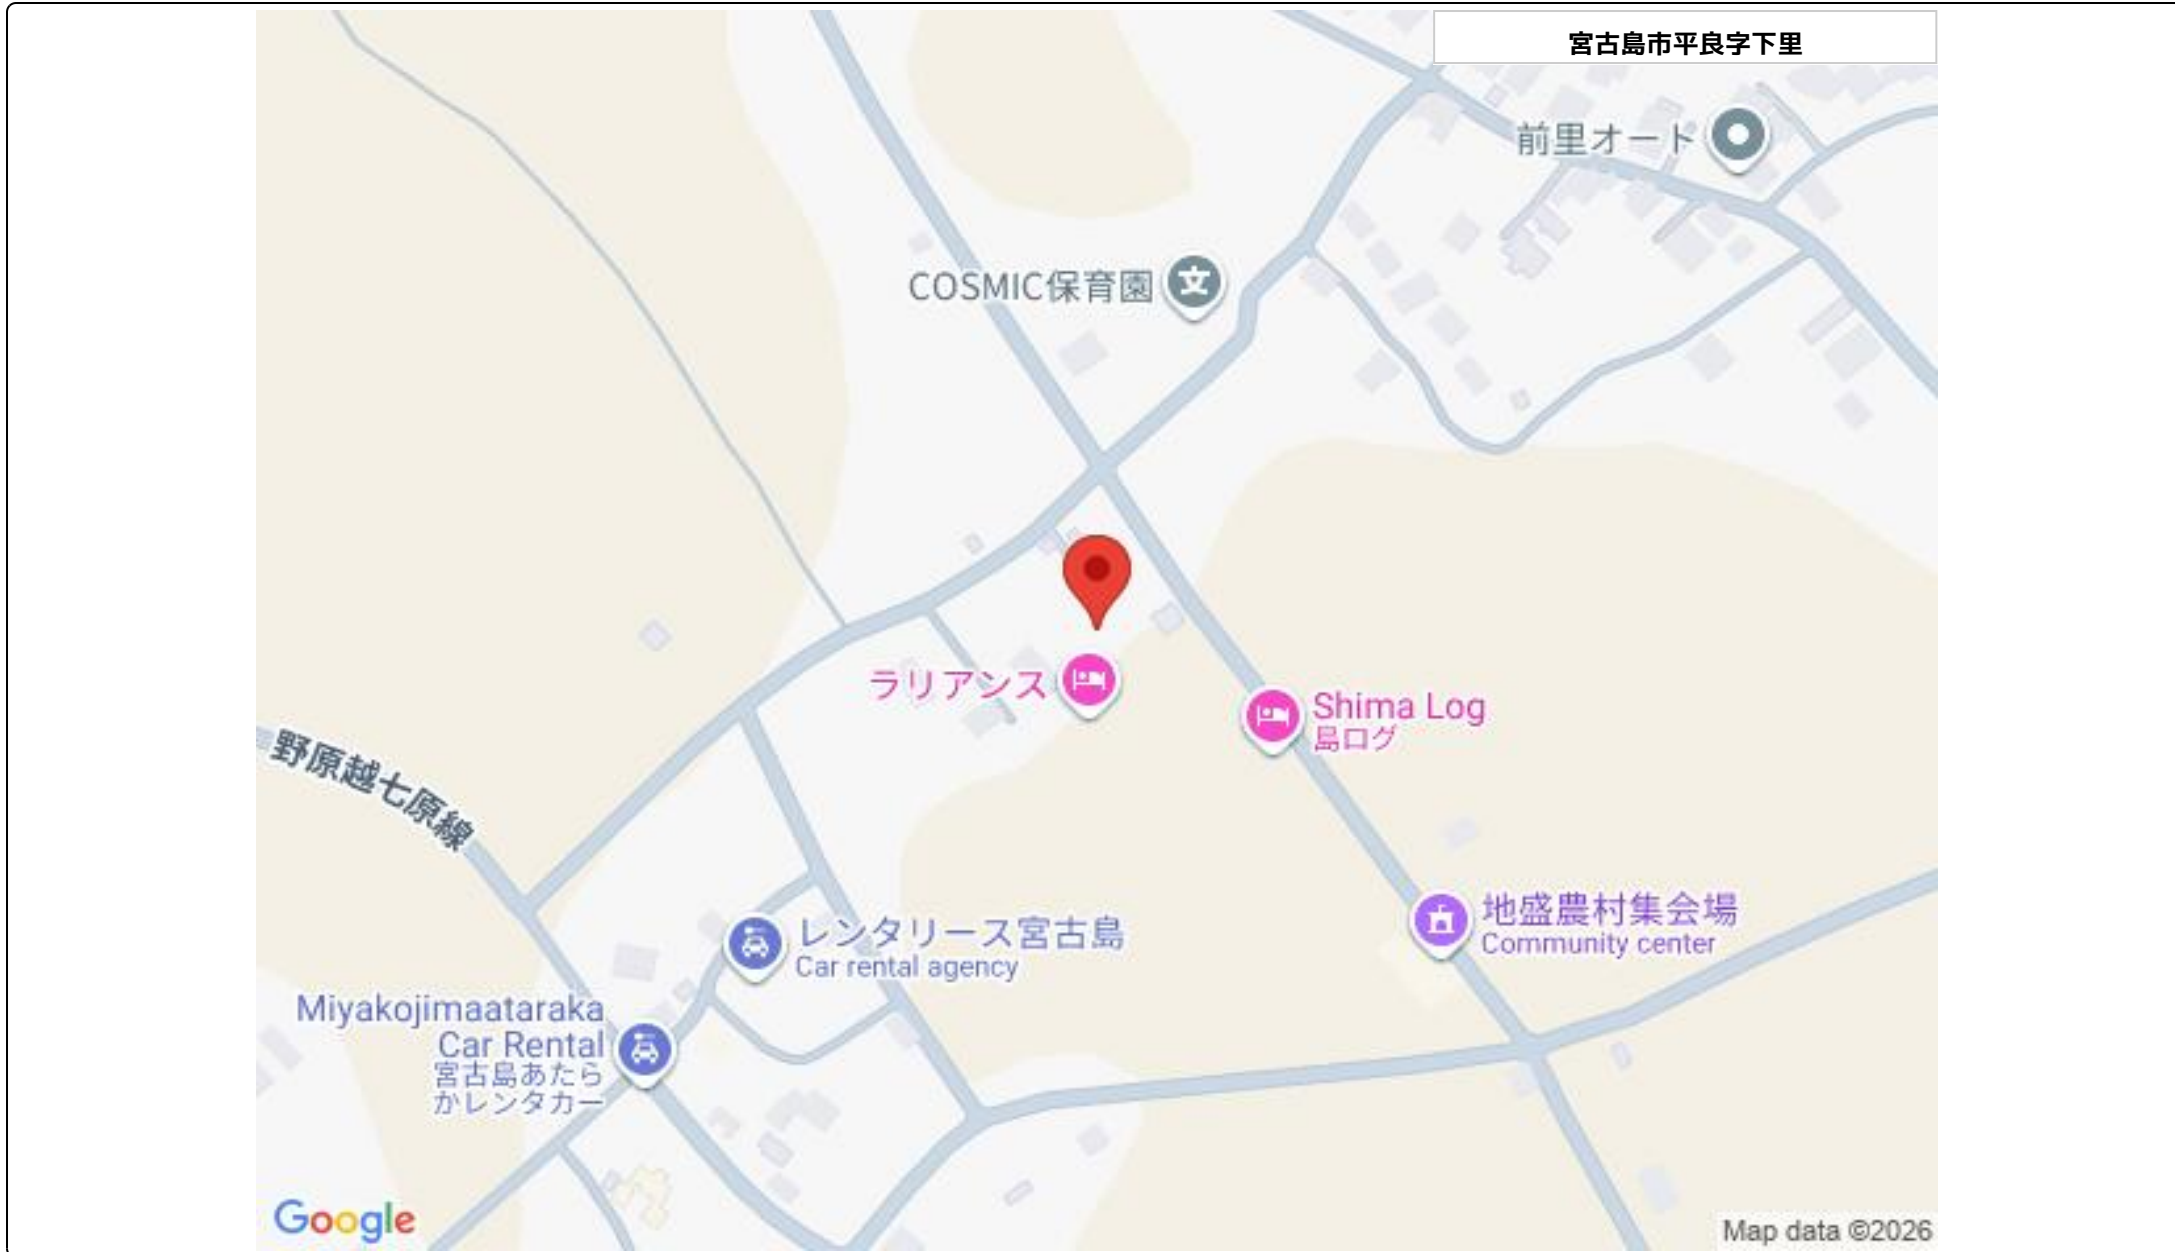 宮古島市平良字下里
前里オート
COSMIC保育園
ラリアンス
Shima Log
島ログ
野原越七原線
地盛農村集会場
Community center
レンタリース宮古島
Car rental agency
Miyakojimaataraka
Car Rental
宮古島あたら
かレンタカー
Google
Map data ©2026